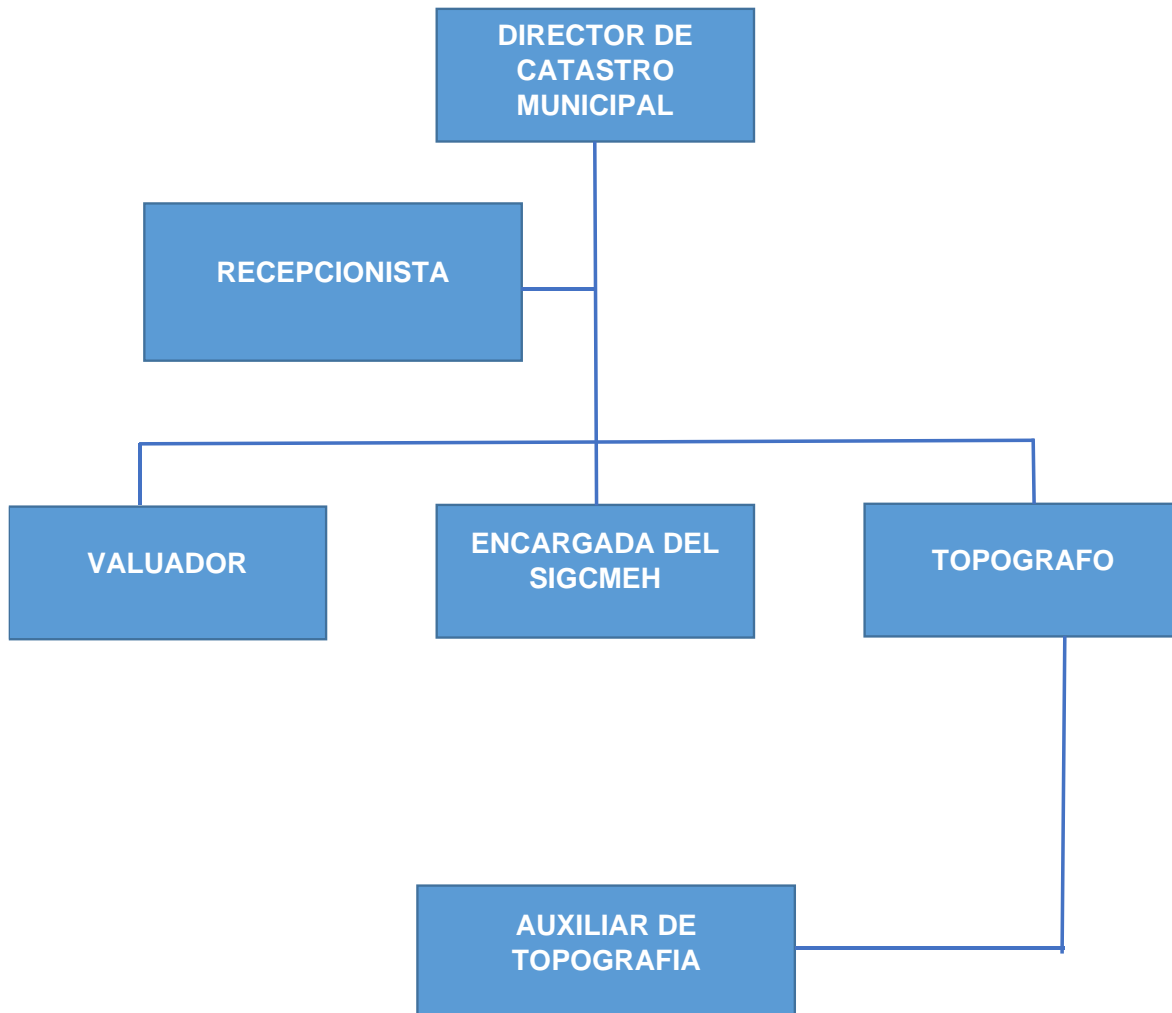 DIRECTOR DE
CATASTRO
MUNICIPAL
RECEPCIONISTA
VALUADOR
ENCARGADA DEL
SIGCMEH
TOPOGRAFO
AUXILIAR DE
TOPOGRAFIA